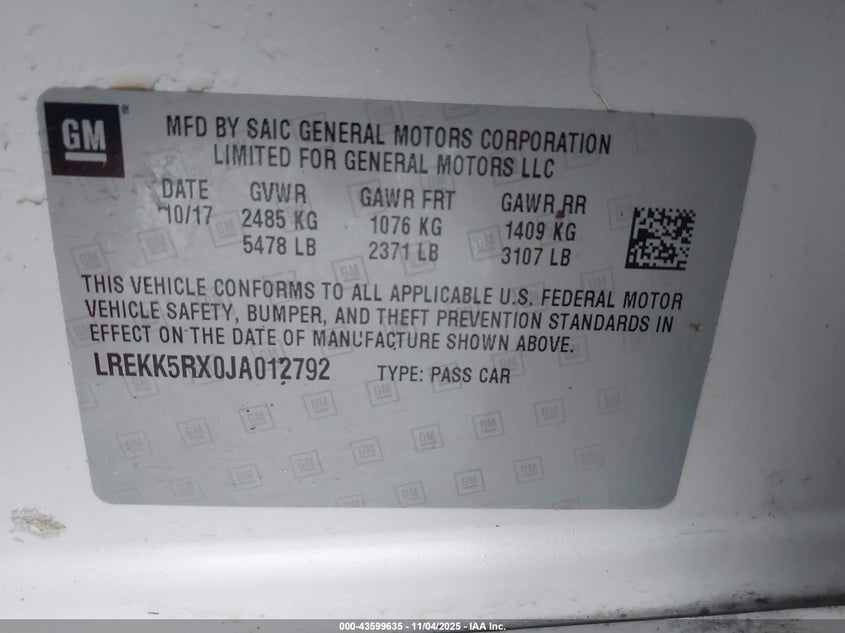 GM
MFD BY SAIC GENERAL MOTORS CORPORATION
LIMITED FOR GENERAL MOTORS LLC
DATE GVWR GAWR FRT GAWR RR
10/17 2485 KG 1076 KG 1409 KG
5478 LB 2371 LB 3107 LB
THIS VEHICLE CONFORMS TO ALL APPLICABLE U.S. FEDERAL MOTOR
VEHICLE SAFETY, BUMPER, AND THEFT PREVENTION STANDARDS IN
EFFECT ON THE DATE OF MANUFACTURE SHOWN ABOVE.
LREKK5RX0JA012792 TYPE: PASS CAR
000-43599635 - 11/04/2025 - IAA Inc.